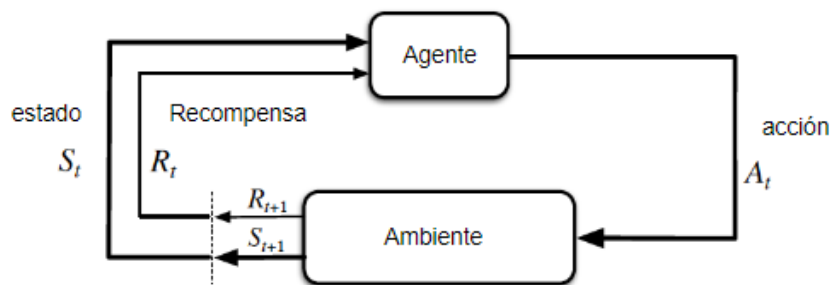 Agente
estado
Recompensa
acción
S_t
R_t
A_t
R_{t+1}
S_{t+1}
Ambiente